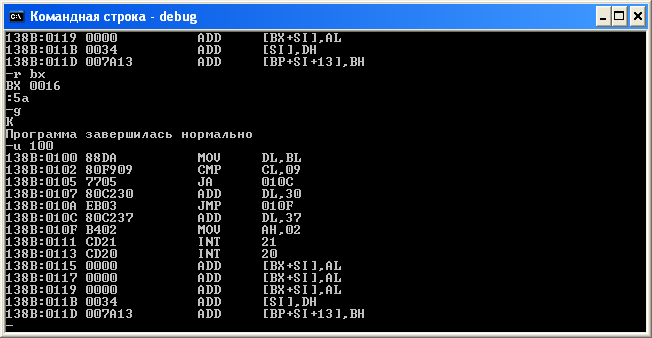 Командная строка - debug
138B:0119 0000 ADD [BX+SI],AL
138B:011B 0034 ADD [SI],DH
138B:011D 007A13 ADD [BP+SI+13],BH
-r bx
BX 0016
:5a
-g
K
Программа завершилась нормально
-u 100
138B:0100 88DA MOV DL,BL
138B:0102 80F909 CMP CL,09
138B:0105 7705 JA 010C
138B:0107 80C230 ADD DL,30
138B:010A EB03 JMP 010F
138B:010C 80C237 ADD DL,37
138B:010F B402 MOV AH,02
138B:0111 CD21 INT 21
138B:0113 CD20 INT 20
138B:0115 0000 ADD [BX+SI],AL
138B:0117 0000 ADD [BX+SI],AL
138B:0119 0000 ADD [BX+SI],AL
138B:011B 0034 ADD [SI],DH
138B:011D 007A13 ADD [BP+SI+13],BH
-